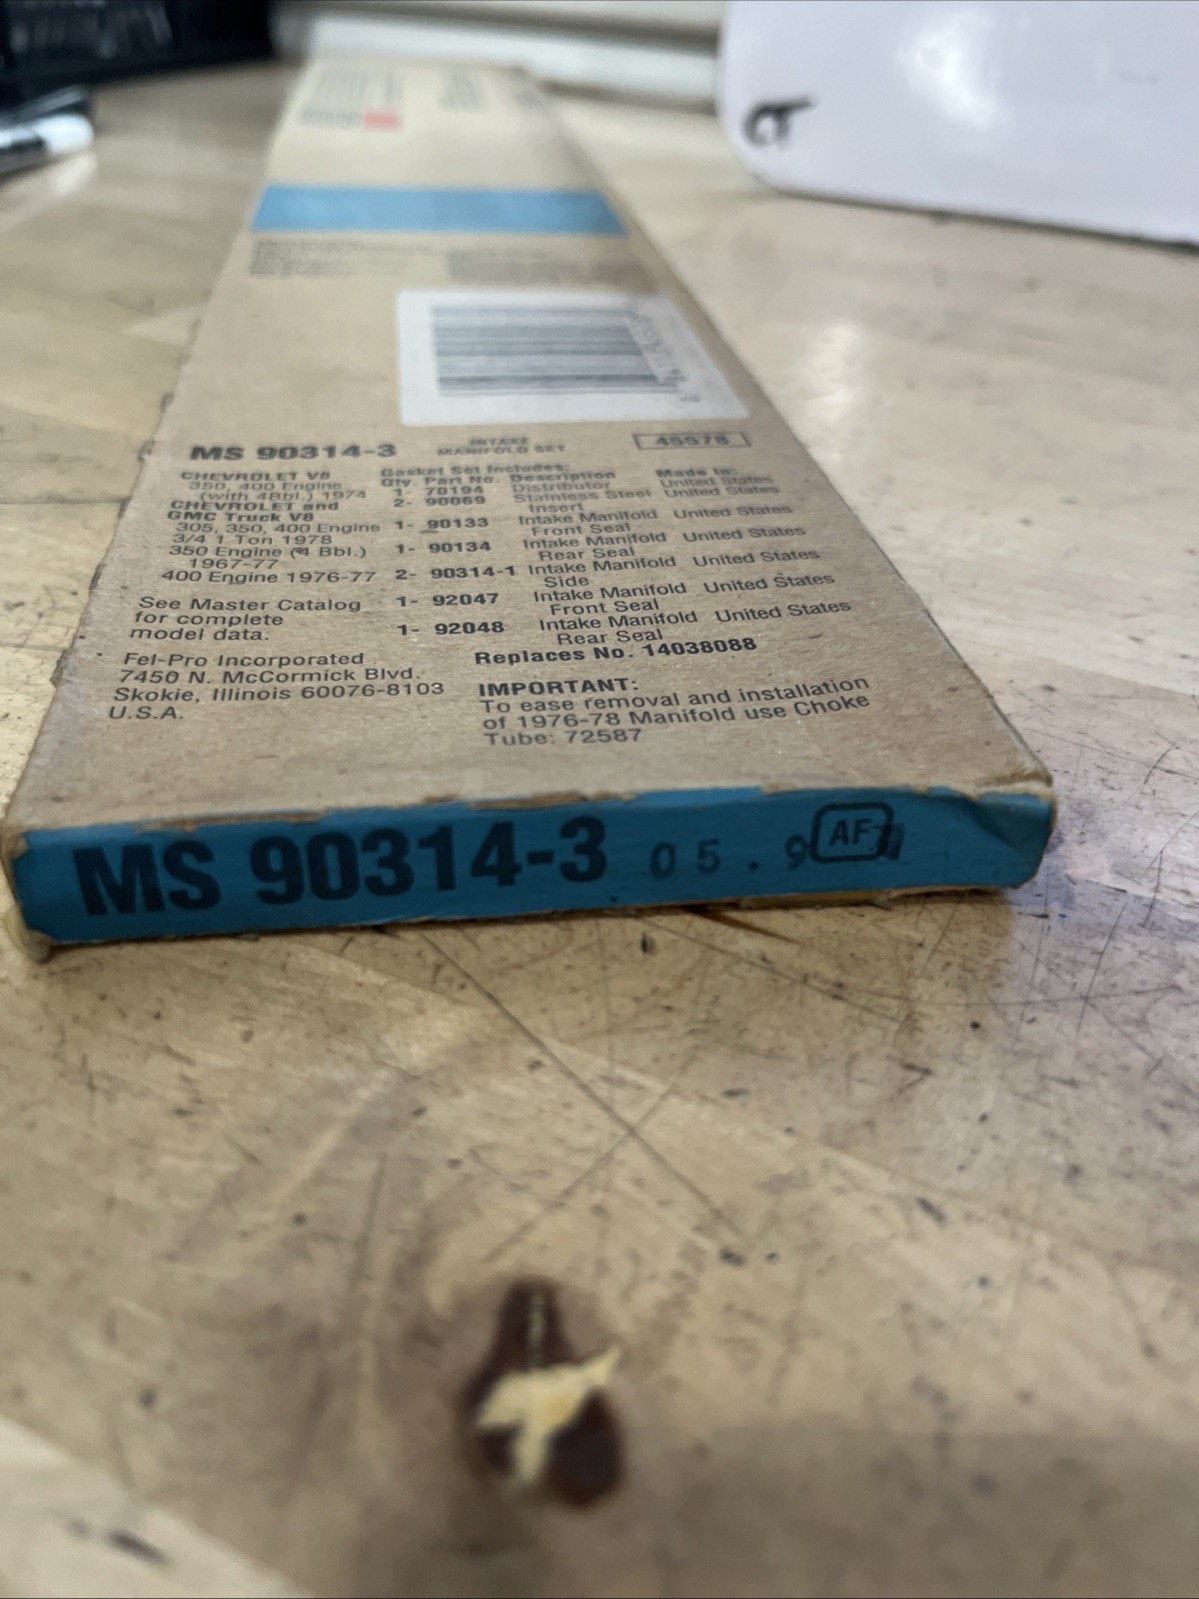 CT
MS 90314-3
INTAKE
MANIFOLD SET
45578
CHEVROLET V8
350, 400 Engine
(with 4Bbl.) 1974
CHEVROLET and
GMC Truck V8
305, 350, 400 Engine
3/4 1 Ton 1978
350 Engine (4 Bbl.)
1967-77
400 Engine 1976-77
See Master Catalog
for complete
model data.
Fel-Pro Incorporated
7450 N. McCormick Blvd.
Skokie, Illinois 60076-8103
U.S.A.
Gasket Set Includes:
Qty. Part No. Description Made In:
1- 70194 Distributor United States
2- 90069 Stainless Steel United States
Insert
1- 90133 Intake Manifold United States
Front Seal
1- 90134 Intake Manifold United States
Rear Seal
2- 90314-1 Intake Manifold United States
Side
1- 92047 Intake Manifold United States
Front Seal
1- 92048 Intake Manifold United States
Rear Seal
Replaces No. 14038088
IMPORTANT:
To ease removal and installation
of 1976-78 Manifold use Choke
Tube: 72587
MS 90314-3 05.9 AF